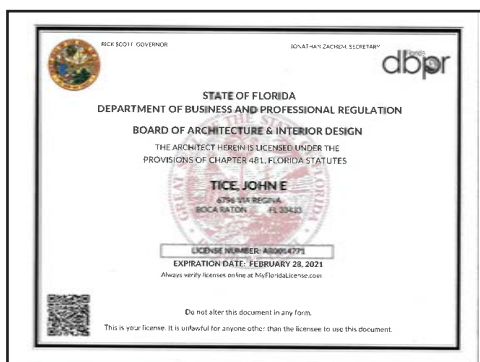 RICK SCOTT, GOVERNOR
JONATHAN ZACHEM, SECRETARY
Florida
dbpr
STATE OF FLORIDA
DEPARTMENT OF BUSINESS AND PROFESSIONAL REGULATION
BOARD OF ARCHITECTURE & INTERIOR DESIGN
THE ARCHITECT HEREIN IS LICENSED UNDER THE
PROVISIONS OF CHAPTER 481, FLORIDA STATUTES
TICE, JOHN E
6796 VIA REGINA
BOCA RATON FL 33433
LICENSE NUMBER: AR0014771
EXPIRATION DATE: FEBRUARY 28, 2021
Always verify licenses online at MyFloridaLicense.com
Do not alter this document in any form.
This is your license. It is unlawful for anyone other than the licensee to use this document.